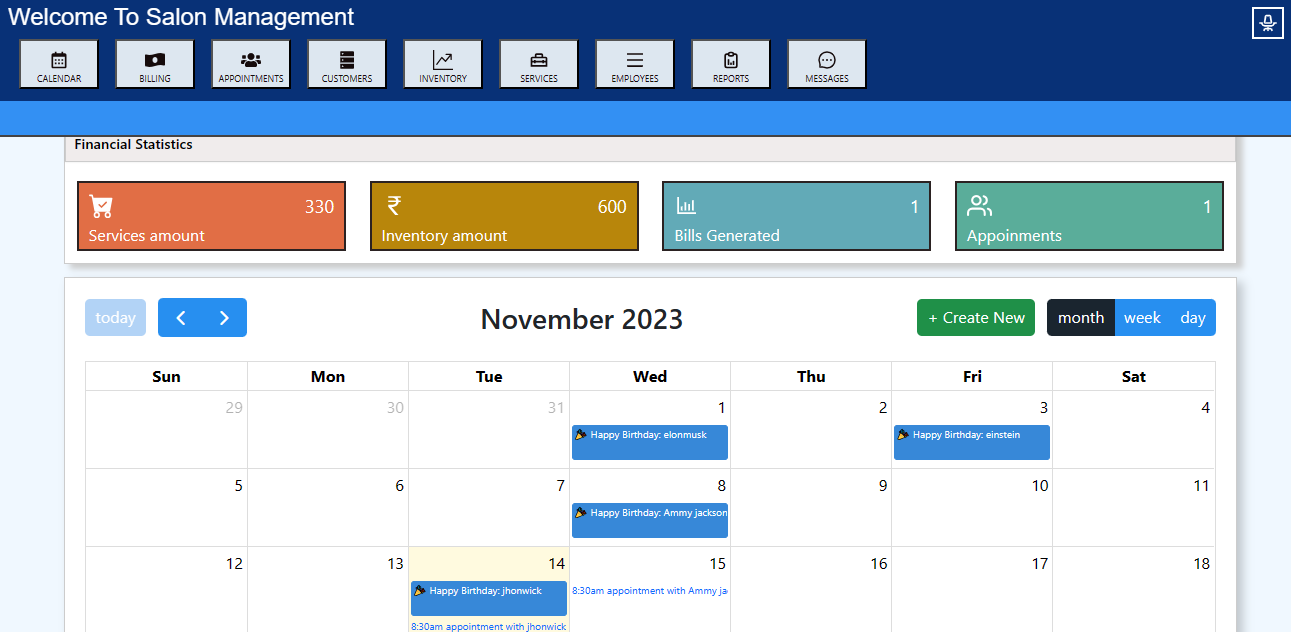 Welcome To Salon Management
CALENDAR BILLING APPOINTMENTS CUSTOMERS INVENTORY SERVICES EMPLOYEES REPORTS MESSAGES
Financial Statistics
330 600 1 1
Services amount Inventory amount Bills Generated Appoinments
today November 2023 + Create New month week day
Sun Mon Tue Wed Thu Fri Sat
29 30 31 1 2 3 4
Happy Birthday: elonmusk Happy Birthday: einstein
5 6 7 8 9 10 11
Happy Birthday: Ammy jackson
12 13 14 15 16 17 18
Happy Birthday: jhonwick 8:30am appointment with Ammy ja
8:30am appointment with jhonwick